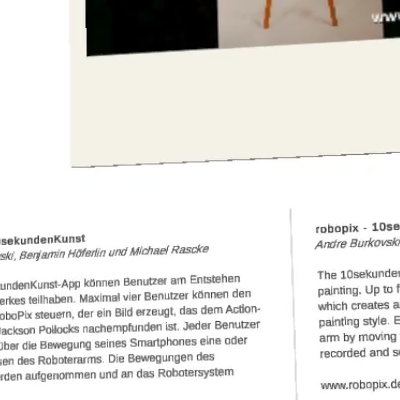 sekundenKunst
ski, Benjamin Höferlin und Michael Rascke
undenKunst-App können Benutzer am Entstehen
erkes teilhaben. Maximal vier Benutzer können den
oboPix steuern, der ein Bild erzeugt, das dem Action-
Jackson Poilocks nachempfunden ist. Jeder Benutzer
über die Bewegung seines Smartphones eine oder
sen des Roboterarms. Die Bewegungen des
rden aufgenommen und an das Robotersystem
robopix - 10se
Andre Burkovski
The 10sekunden
painting. Up to f
which creates a
painting style. E
arm by moving
recorded and s
www.robopix.de